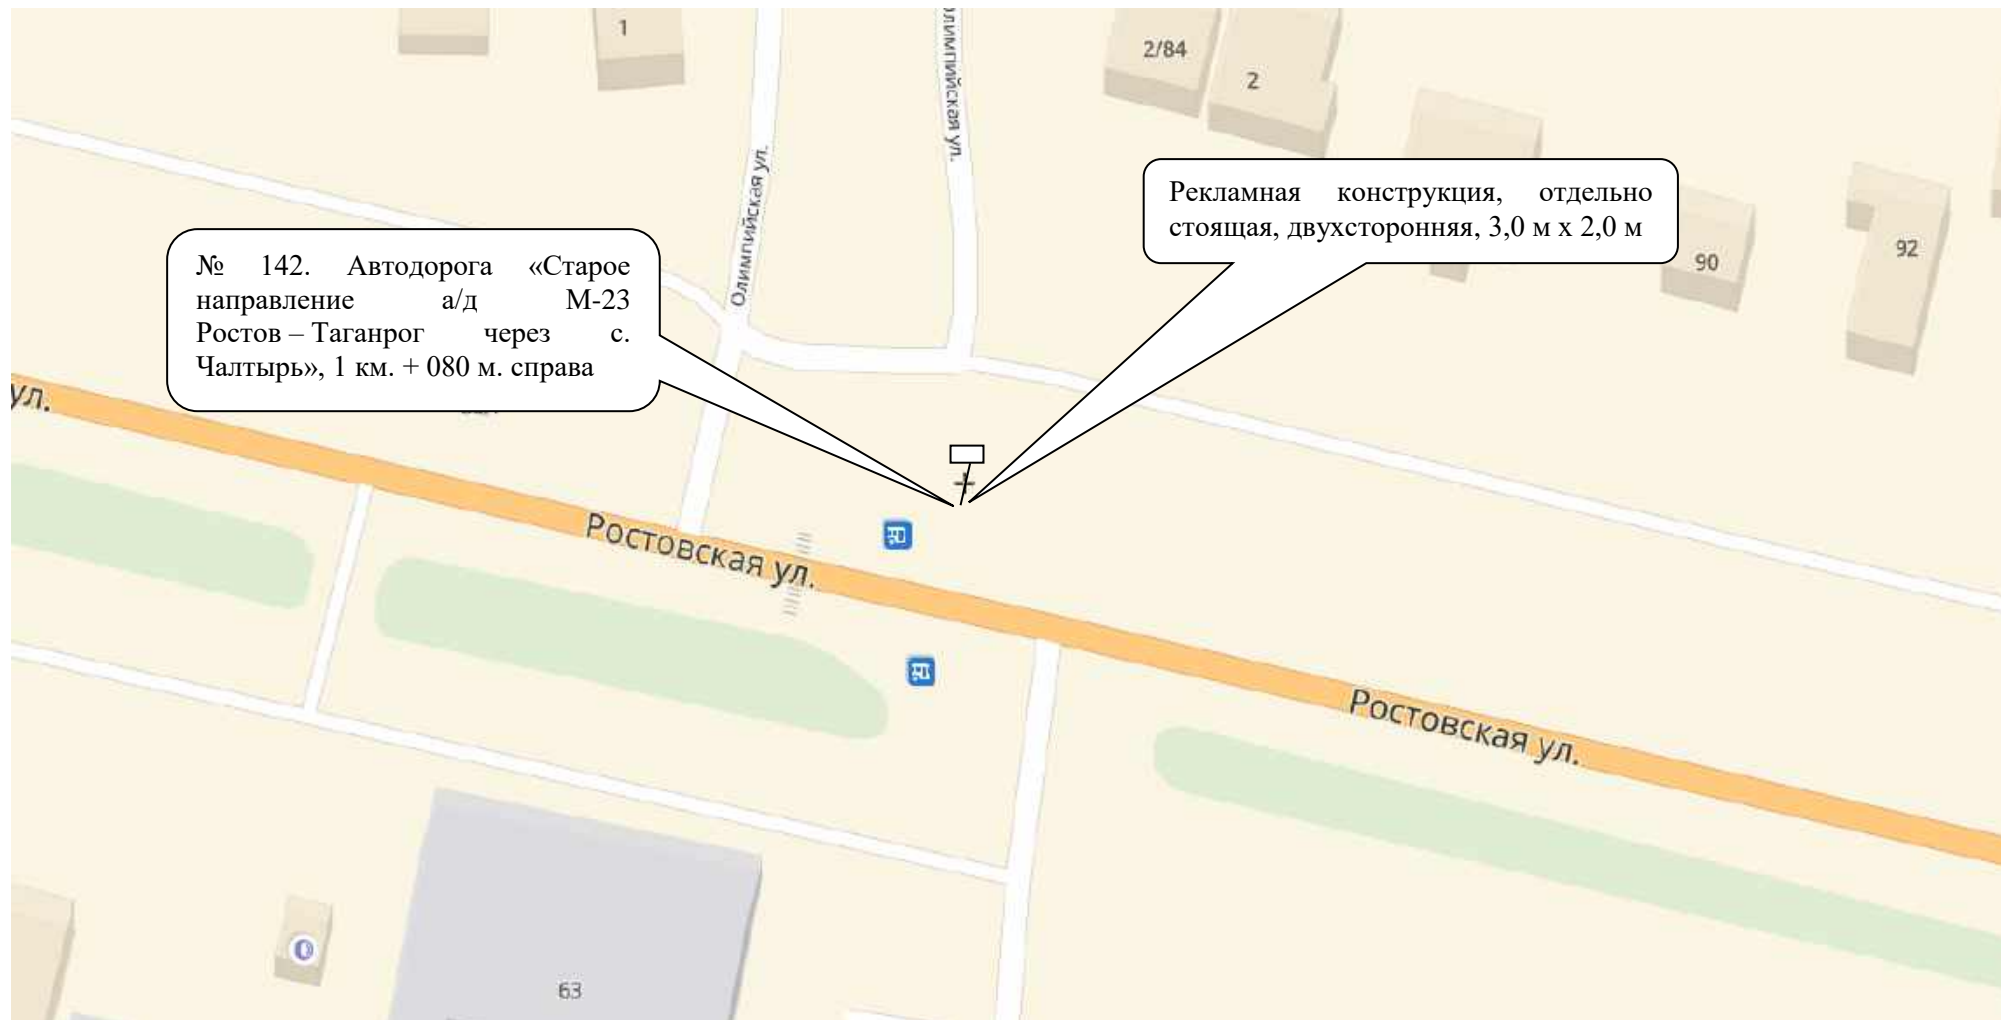 1
2/84
2
Олимпийская ул.
Рекламная конструкция, отдельно
стоящая, двухсторонняя, 3,0 м х 2,0 м
Олимпийская ул.
№ 142. Автодорога «Старое
направление а/д М-23
Ростов – Таганрог через с.
Чалтырь», 1 км. + 080 м. справа
90
92
ул.
Ростовская ул.
Ростовская ул.
63